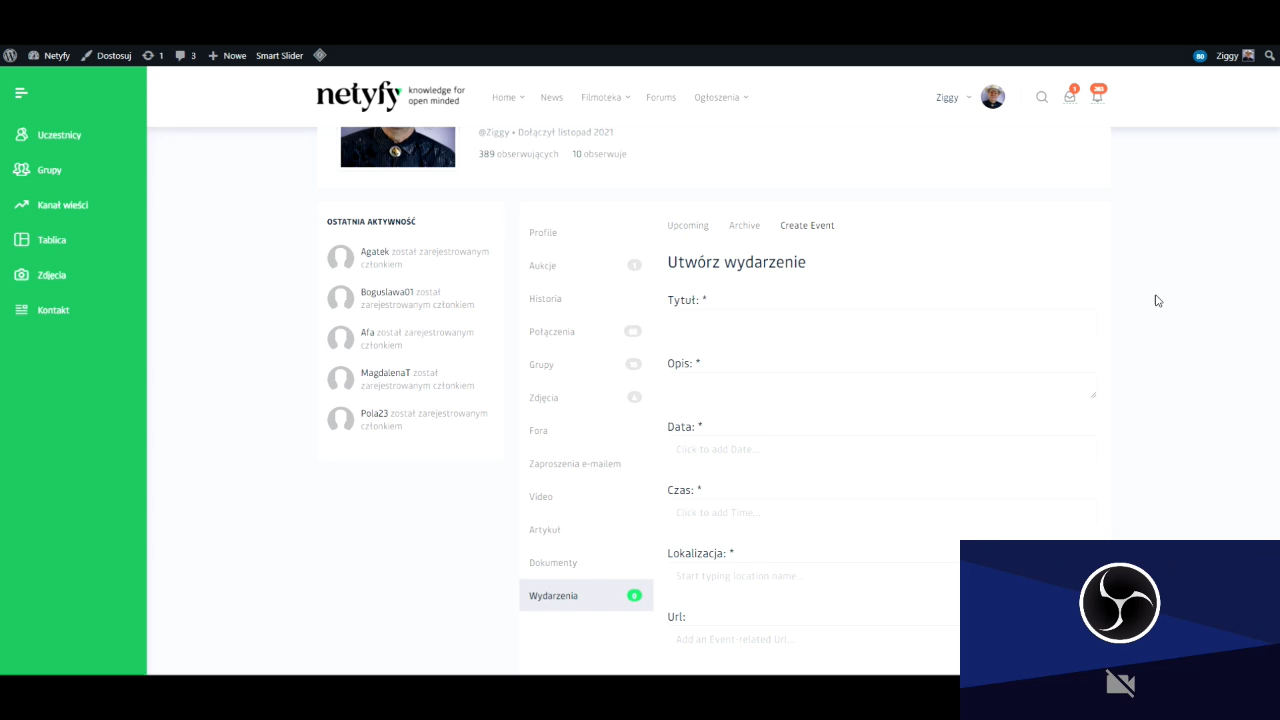 Netyfy Dostosuj 1 3 Nowe Smart Slider
80 Ziggy
netyfy knowledge for open minded
Home News Filmoteka Forums Ogłoszenia
Ziggy
1
Uczestnicy
Grupy
Kanał wieści
Tablica
Zdjęcia
Kontakt
@Ziggy • Dołączył listopad 2021
389 obserwujących 10 obserwuje
OSTATNIA AKTYWNOŚĆ
Agatek został zarejestrowanym
członkiem
Boguslawa01 został
zarejestrowanym członkiem
Afa został zarejestrowanym
członkiem
MagdalenaT został
zarejestrowanym członkiem
Pola23 został zarejestrowanym
członkiem
Profile
Aukcje 1
Historia
Połączenia
Grupy
Zdjęcia
Fora
Zaproszenia e-mailem
Video
Artykuł
Dokumenty
Wydarzenia 0
Upcoming Archive Create Event
Utwórz wydarzenie
Tytuł: *
Opis: *
Data: *
Click to add Date...
Czas: *
Click to add Time...
Lokalizacja: *
Start typing location name...
Url:
Add an Event-related Url...